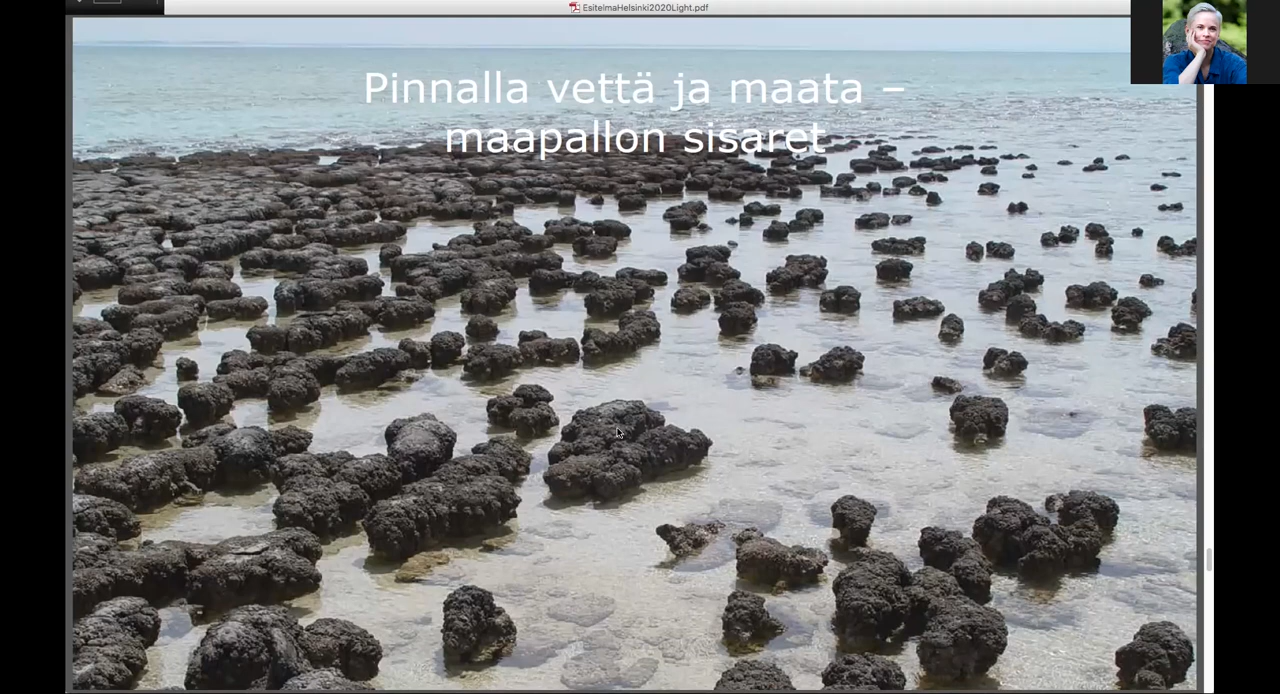 EsitelmaHelsinki2020Light.pdf
Pinnalla vettä ja maata –
maapallon sisaret